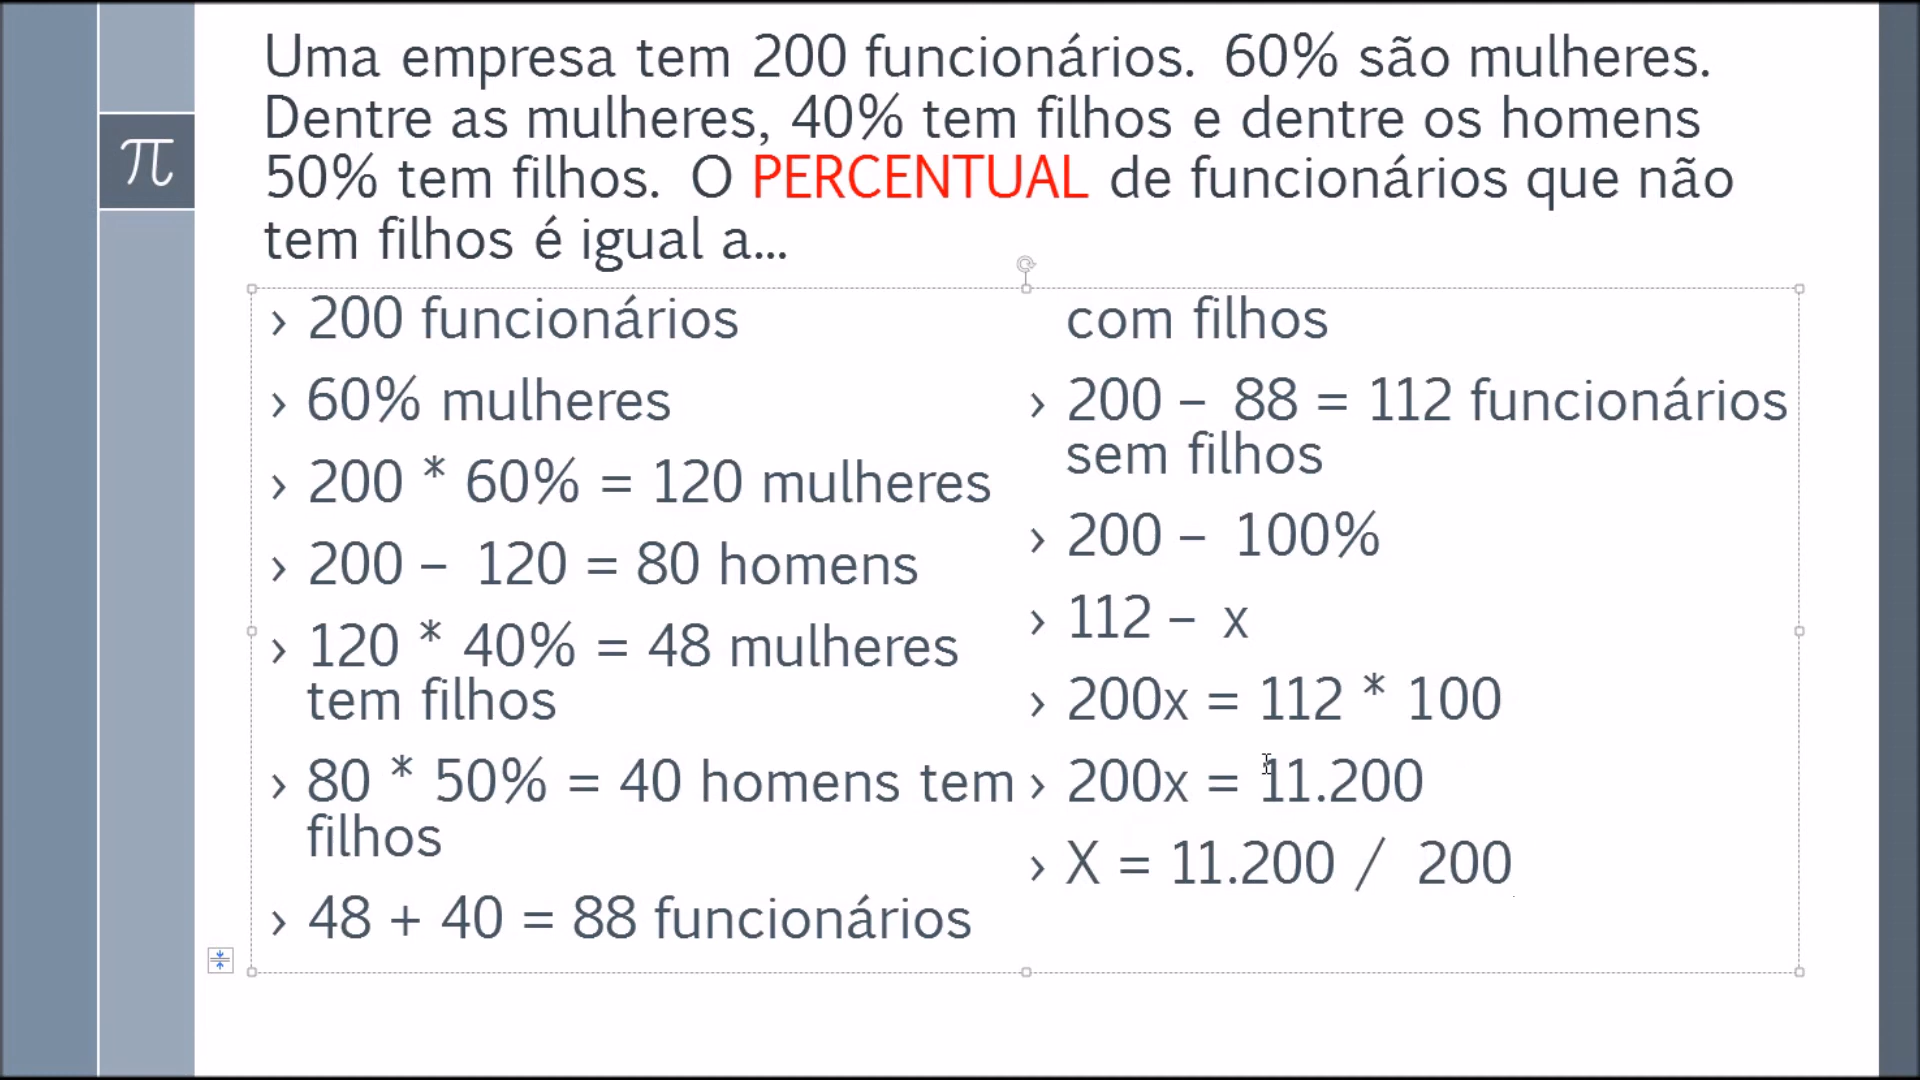 Uma empresa tem 200 funcionários. 60% são mulheres.
Dentre as mulheres, 40% tem filhos e dentre os homens
50% tem filhos. O PERCENTUAL de funcionários que não
tem filhos é igual a...
π
› 200 funcionários
› 60% mulheres
› 200 * 60% = 120 mulheres
› 200 – 120 = 80 homens
› 120 * 40% = 48 mulheres
tem filhos
› 80 * 50% = 40 homens tem
filhos
› 48 + 40 = 88 funcionários
com filhos
› 200 – 88 = 112 funcionários
sem filhos
› 200 – 100%
› 112 – x
› 200x = 112 * 100
› 200x = 11.200
› X = 11.200 / 200